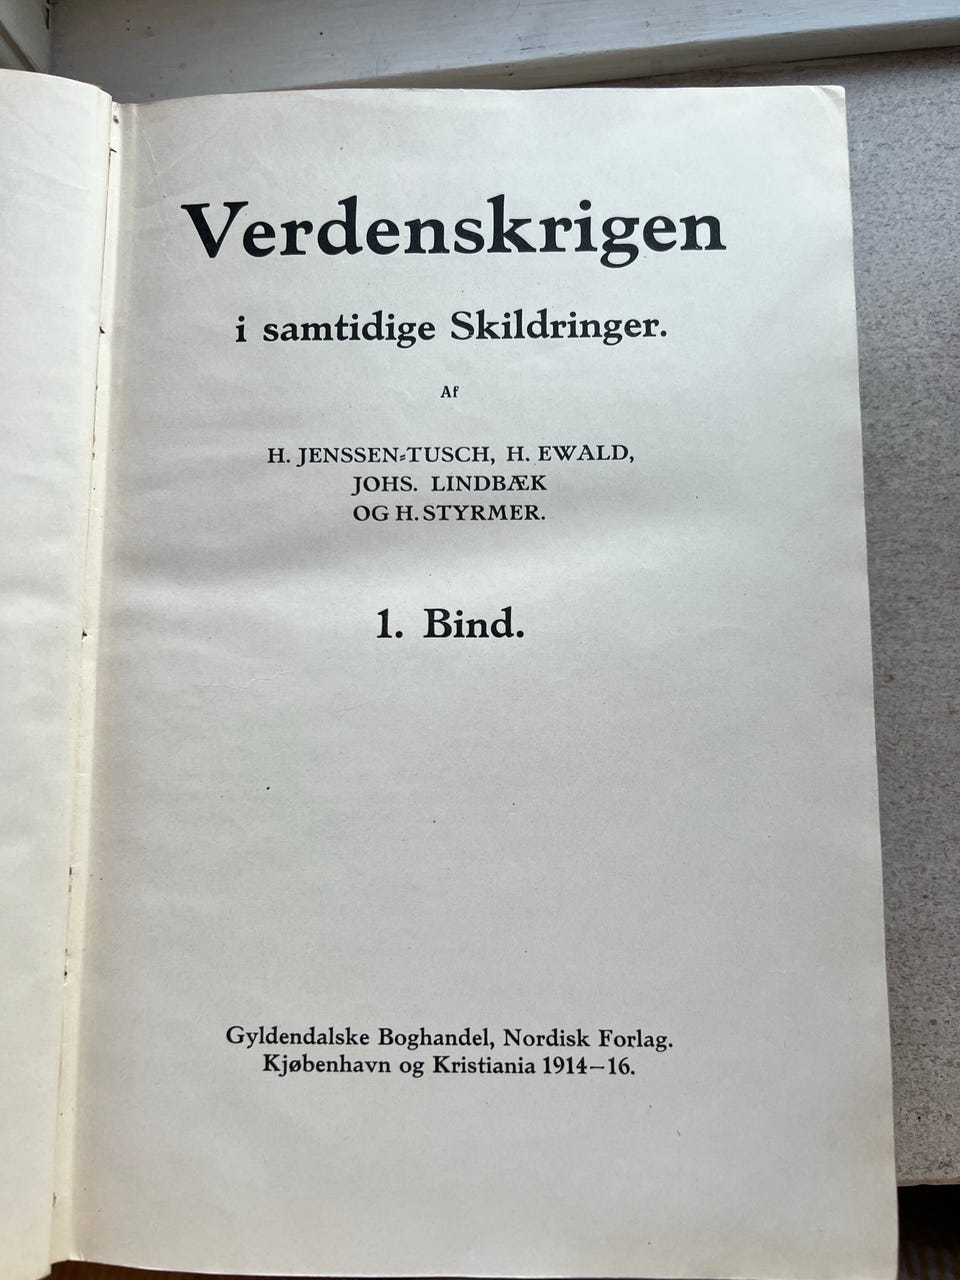 Verdenskrigen
i samtidige Skildringer.
Af
H. JENSSEN-TUSCH, H. EWALD,
JOHS. LINDBÆK
OG H. STYRMER.
1. Bind.
Gyldendalske Boghandel, Nordisk Forlag.
Kjøbenhavn og Kristiania 1914—16.